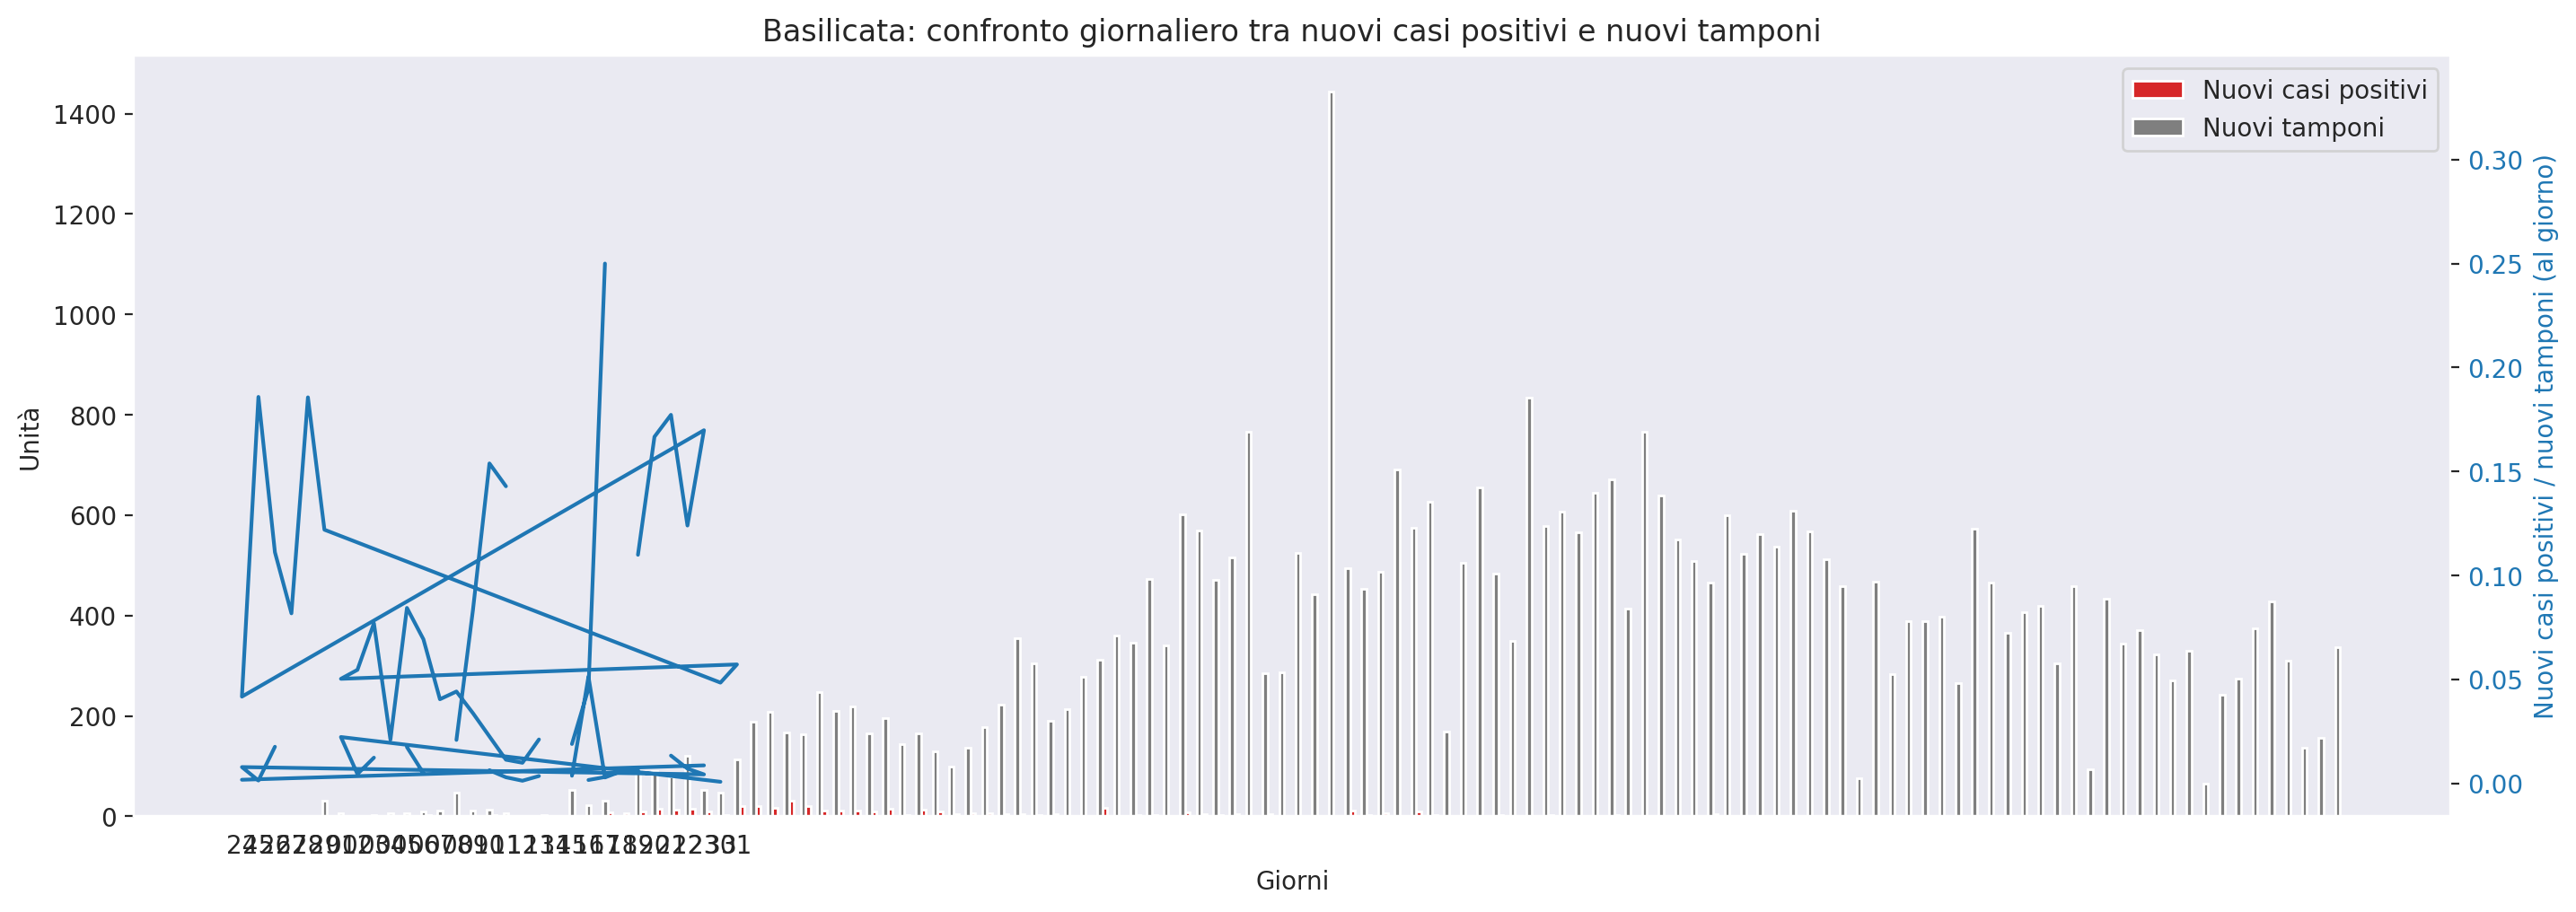 Basilicata: confronto giornaliero tra nuovi casi positivi e nuovi tamponi
Nuovi casi positivi
Nuovi tamponi
1400
1200
1000
800
600
400
200
0
Unità
0.30
0.25
0.20
0.15
0.10
0.05
0.00
Nuovi casi positivi / nuovi tamponi (al giorno)
Giorni